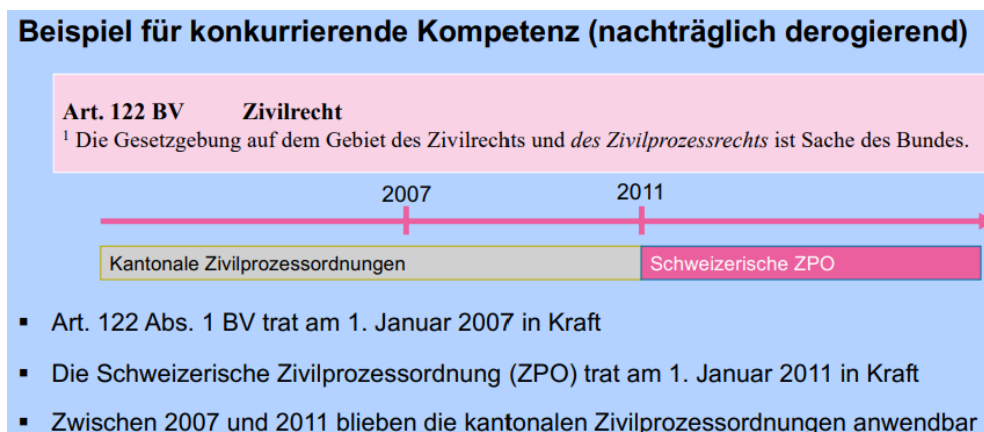 Beispiel für konkurrierende Kompetenz (nachträglich derogierend)
Art. 122 BV Zivilrecht
¹ Die Gesetzgebung auf dem Gebiet des Zivilrechts und des Zivilprozessrechts ist Sache des Bundes.
2007 2011
Kantonale Zivilprozessordnungen Schweizerische ZPO
▪ Art. 122 Abs. 1 BV trat am 1. Januar 2007 in Kraft
▪ Die Schweizerische Zivilprozessordnung (ZPO) trat am 1. Januar 2011 in Kraft
▪ Zwischen 2007 und 2011 blieben die kantonalen Zivilprozessordnungen anwendbar